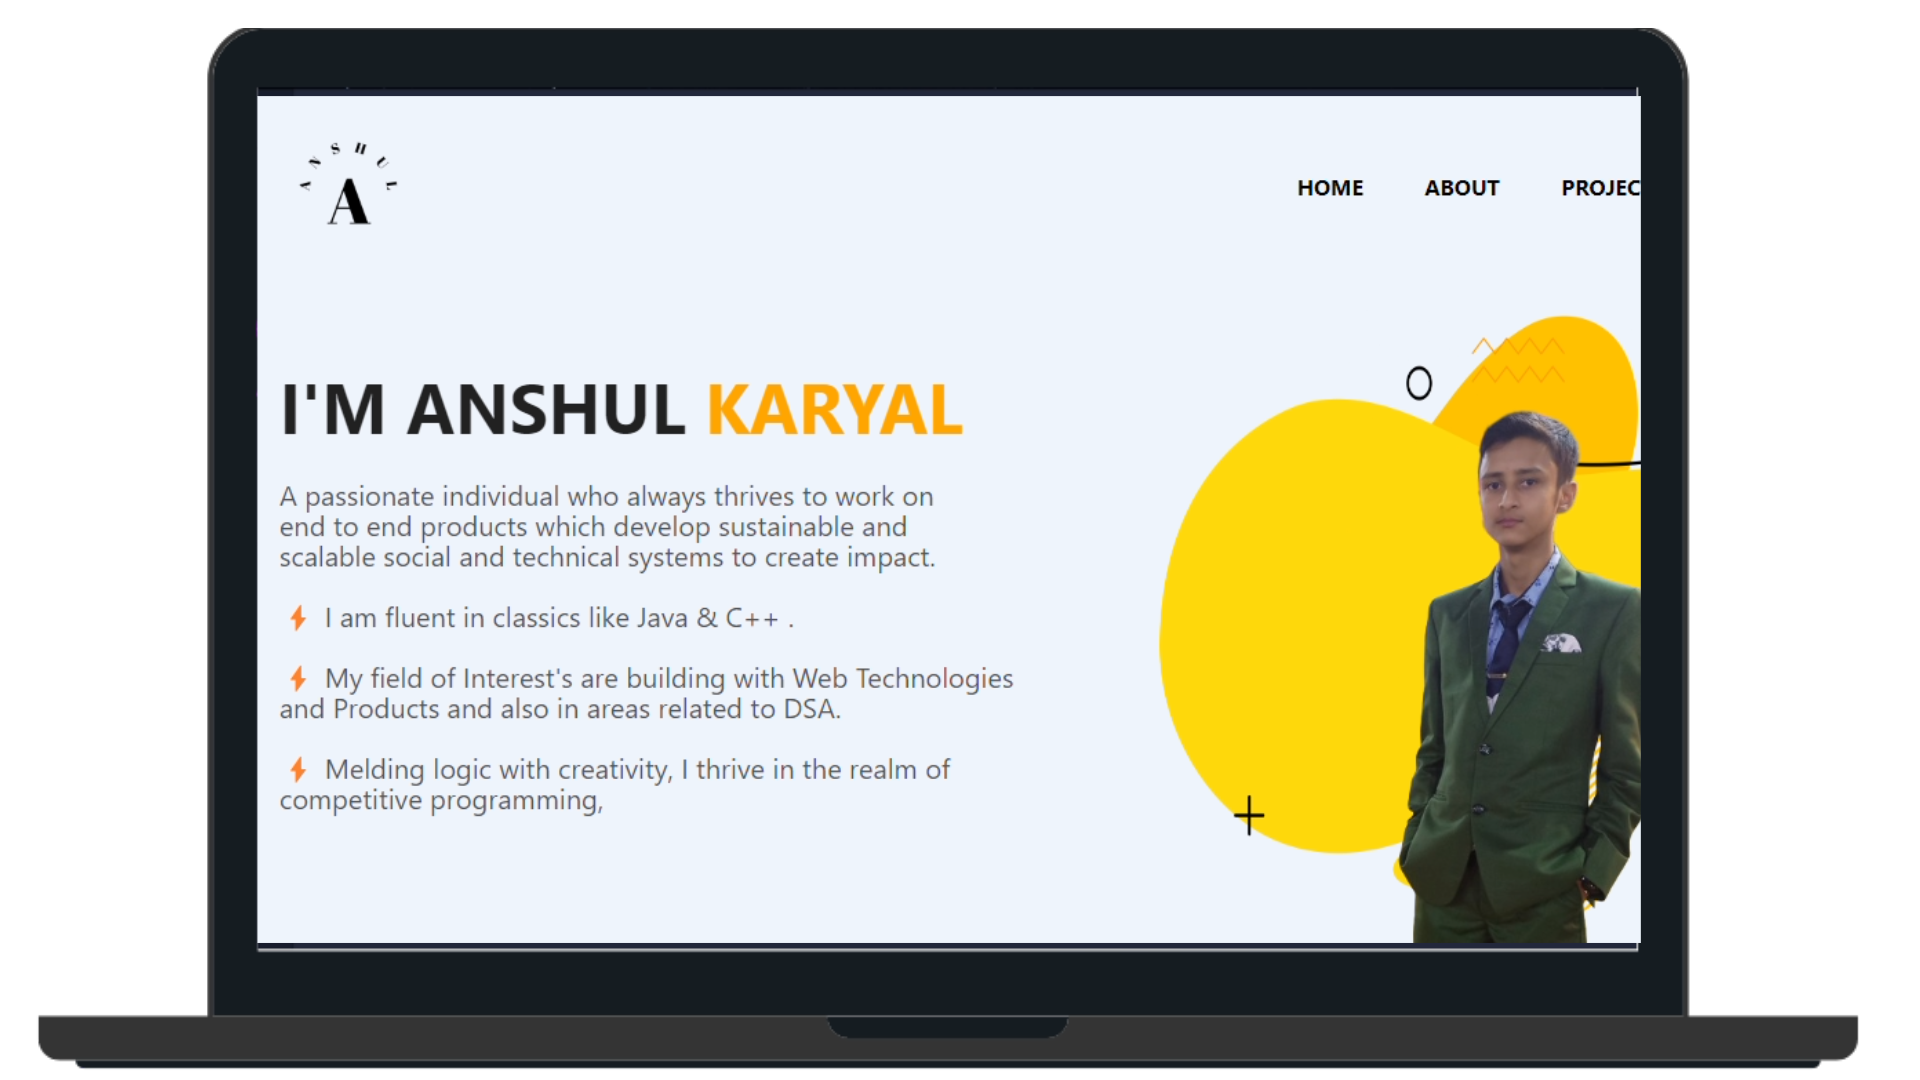 ANSHUL
A
HOME ABOUT PROJEC
I'M ANSHUL KARYAL
A passionate individual who always thrives to work on
end to end products which develop sustainable and
scalable social and technical systems to create impact.
I am fluent in classics like Java & C++ .
My field of Interest's are building with Web Technologies
and Products and also in areas related to DSA.
Melding logic with creativity, I thrive in the realm of
competitive programming,